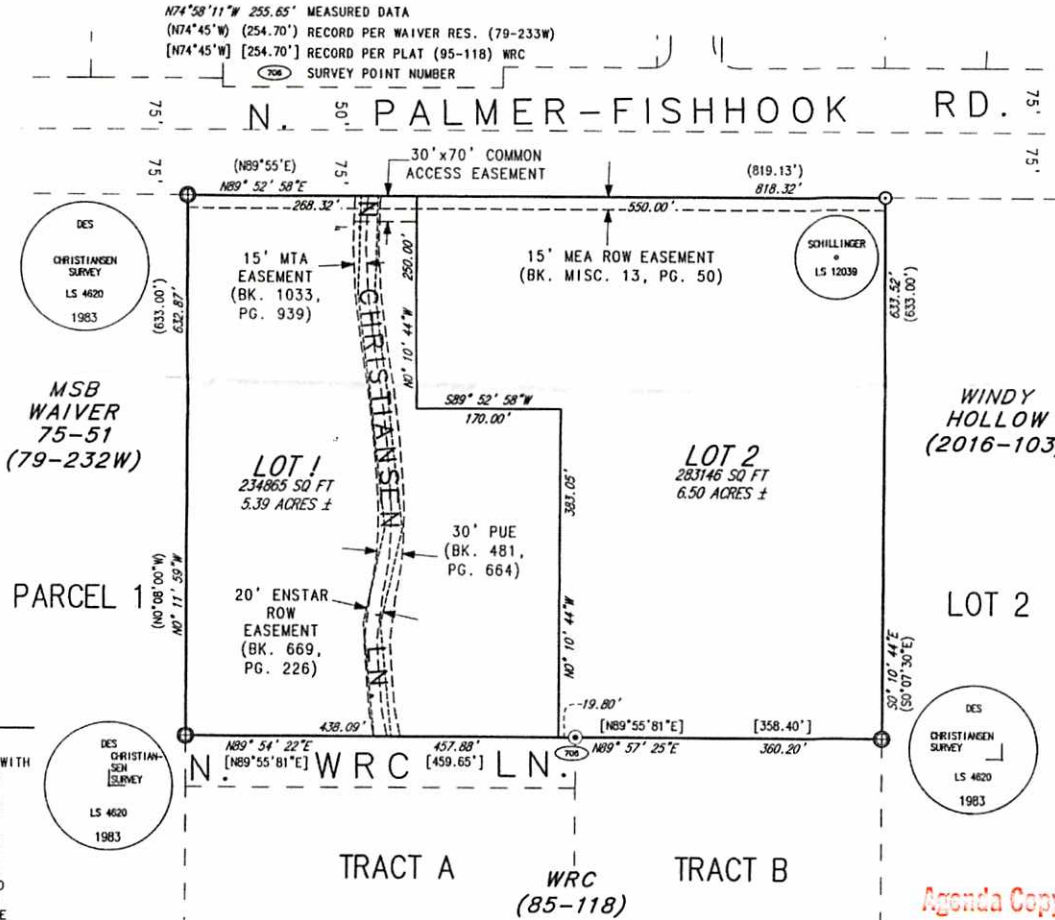 N74°58'11"W 255.65' MEASURED DATA
(N74°45'W) (254.70') RECORD PER WAIVER RES. (79-233W)
[N74°45'W] [254.70'] RECORD PER PLAT (95-118) WRC
706 SURVEY POINT NUMBER
75'
50'
75'
N. PALMER-FISHHOOK RD.
75'
75'
75'
(N89°55'E)
N89° 52' 58"E
268.32'
30'x70' COMMON
ACCESS EASEMENT
(819.13')
818.32'
550.00'
DES
CHRISTIANSEN
SURVEY
LS 4620
1983
15' MTA
EASEMENT
(BK. 1033,
PG. 939)
15' MEA ROW EASEMENT
(BK. MISC. 13, PG. 50)
SCHILLINGER
LS 12039
(633.00')
632.87'
250.00'
N0° 10' 44"W
633.52'
(633.00')
N CHRISTIANSEN LN.
MSB
WAIVER
75-51
(79-232W)
S89° 52' 58"W
170.00'
WINDY
HOLLOW
(2016-103)
LOT 1
234865 SQ FT
5.39 ACRES ±
LOT 2
283146 SQ FT
6.50 ACRES ±
383.05'
N0° 10' 44"W
30' PUE
(BK. 481,
PG. 664)
PARCEL 1
(N0°08'00"W)
N0° 11' 59"W
20' ENSTAR
ROW
EASEMENT
(BK. 669,
PG. 226)
LOT 2
S0° 10' 44"E
(S0°07'30"E)
19.80'
438.09'
[N89°55'81"E]
[358.40']
N89° 54' 22"E
457.88'
706
N89° 57' 25"E
360.20'
[N89°55'81"E]
[459.65']
N. WRC LN.
WITH
DES
CHRISTIAN-
SEN
SURVEY
LS 4620
1983
DES
CHRISTIANSEN
SURVEY
LS 4620
1983
TRACT A
WRC
(85-118)
TRACT B
E
Agenda Copy